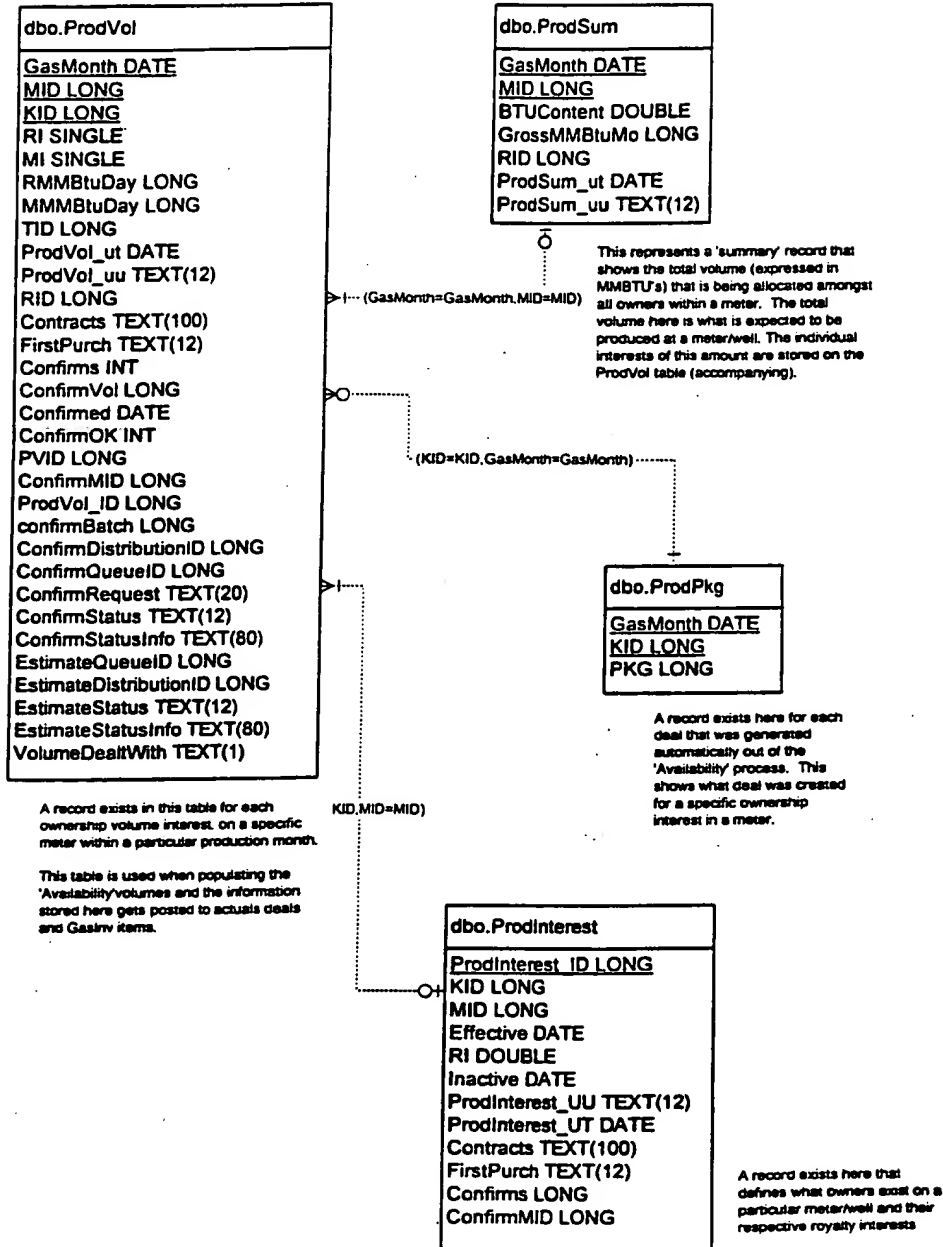 dbo.ProdVol
GasMonth DATE
MID LONG
KID LONG
RI SINGLE
MI SINGLE
RMMBtuDay LONG
MMMBtuDay LONG
TID LONG
ProdVol_ut DATE
ProdVol_uu TEXT(12)
RID LONG
Contracts TEXT(100)
FirstPurch TEXT(12)
Confirms INT
ConfirmVol LONG
Confirmed DATE
ConfirmOK INT
PVID LONG
ConfirmMID LONG
ProdVol_ID LONG
confirmBatch LONG
ConfirmDistributionID LONG
ConfirmQueueID LONG
ConfirmRequest TEXT(20)
ConfirmStatus TEXT(12)
ConfirmStatusInfo TEXT(80)
EstimateQueueID LONG
EstimateDistributionID LONG
EstimateStatus TEXT(12)
EstimateStatusInfo TEXT(80)
VolumeDealtWith TEXT(1)
A record exists in this table for each
ownership volume interest on a specific
meter within a particular production month.
This table is used when populating the
'Availability'volumes and the information
stored here gets posted to actuals deals
and GasInv items.
dbo.ProdSum
GasMonth DATE
MID LONG
BTUContent DOUBLE
GrossMMBtuMo LONG
RID LONG
ProdSum_ut DATE
ProdSum_uu TEXT(12)
(GasMonth=GasMonth,MID=MID)
This represents a 'summary' record that
shows the total volume (expressed in
MMBTU's) that is being allocated amongst
all owners within a meter. The total
volume here is what is expected to be
produced at a meter/well. The individual
interests of this amount are stored on the
ProdVol table (accompanying).
(KID=KID,GasMonth=GasMonth)
dbo.ProdPkg
GasMonth DATE
KID LONG
PKG LONG
A record exists here for each
deal that was generated
automatically out of the
'Availability' process. This
shows what deal was created
for a specific ownership
interest in a meter.
KID,MID=MID)
dbo.ProdInterest
ProdInterest_ID LONG
KID LONG
MID LONG
Effective DATE
RI DOUBLE
Inactive DATE
ProdInterest_UU TEXT(12)
ProdInterest_UT DATE
Contracts TEXT(100)
FirstPurch TEXT(12)
Confirms LONG
ConfirmMID LONG
A record exists here that
defines what owners exist on a
particular meter/well and their
respective royalty interests